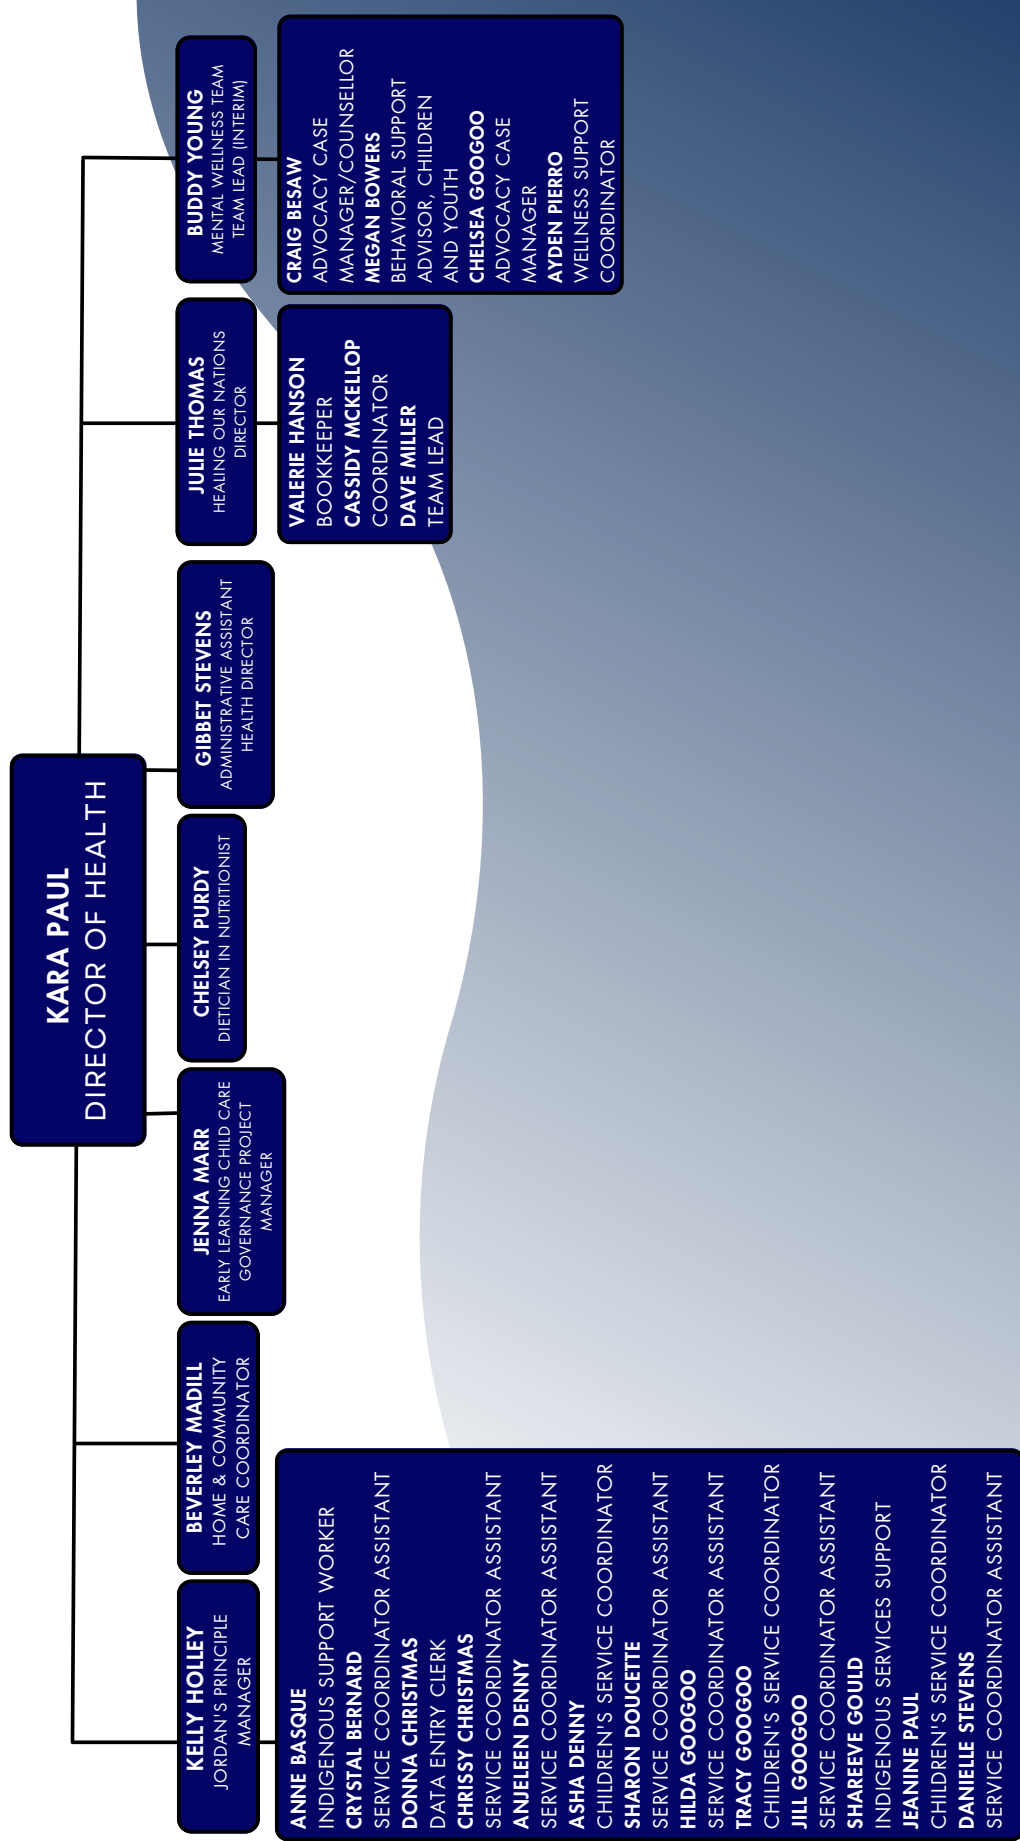 KARA PAUL
DIRECTOR OF HEALTH
KELLY HOLLEY
JORDAN'S PRINCIPLE
MANAGER
ANNE BASQUE
INDIGENOUS SUPPORT WORKER
CRYSTAL BERNARD
SERVICE COORDINATOR ASSISTANT
DONNA CHRISTMAS
DATA ENTRY CLERK
CHRISSY CHRISTMAS
SERVICE COORDINATOR ASSISTANT
ANJELEEN DENNY
SERVICE COORDINATOR ASSISTANT
ASHA DENNY
CHILDREN'S SERVICE COORDINATOR
SHARON DOUCETTE
SERVICE COORDINATOR ASSISTANT
HILDA GOOGOO
SERVICE COORDINATOR ASSISTANT
TRACY GOOGOO
CHILDREN'S SERVICE COORDINATOR
JILL GOOGOO
SERVICE COORDINATOR ASSISTANT
SHAREEVE GOULD
INDIGENOUS SERVICES SUPPORT
JEANINE PAUL
CHILDREN'S SERVICE COORDINATOR
DANIELLE STEVENS
SERVICE COORDINATOR ASSISTANT
BEVERLEY MADILL
HOME & COMMUNITY
CARE COORDINATOR
JENNA MARR
EARLY LEARNING CHILD CARE
GOVERNANCE PROJECT
MANAGER
CHELSEY PURDY
DIETICIAN IN NUTRITIONIST
GIBBET STEVENS
ADMINISTRATIVE ASSISTANT
HEALTH DIRECTOR
JULIE THOMAS
HEALING OUR NATIONS
DIRECTOR
VALERIE HANSON
BOOKKEEPER
CASSIDY MCKELLOP
COORDINATOR
DAVE MILLER
TEAM LEAD
BUDDY YOUNG
MENTAL WELLNESS TEAM
TEAM LEAD (INTERIM)
CRAIG BESAW
ADVOCACY CASE
MANAGER/COUNSELLOR
MEGAN BOWERS
BEHAVIORAL SUPPORT
ADVISOR, CHILDREN
AND YOUTH
CHELSEA GOOGOO
ADVOCACY CASE
MANAGER
AYDEN PIERRO
WELLNESS SUPPORT
COORDINATOR